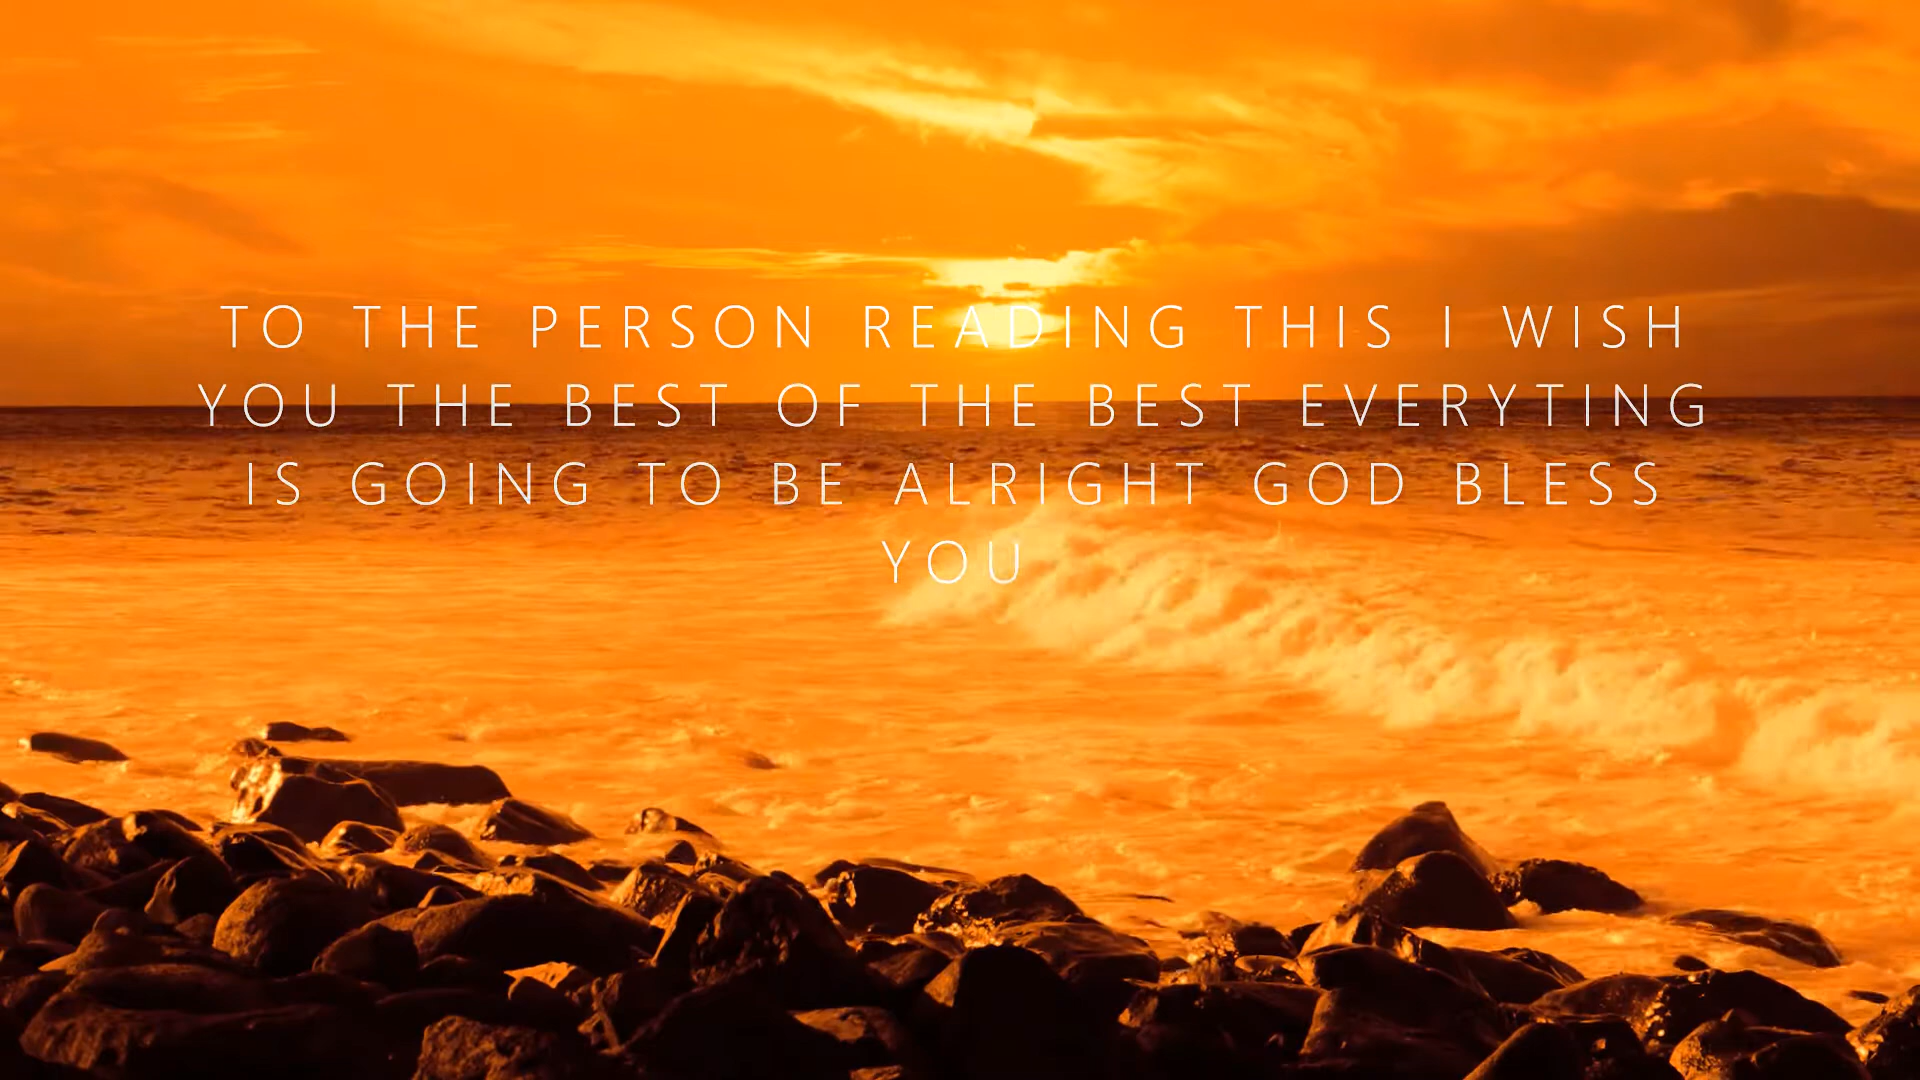 TO THE PERSON READING THIS I WISH
YOU THE BEST OF THE BEST EVERYTING
IS GOING TO BE ALRIGHT GOD BLESS
YOU